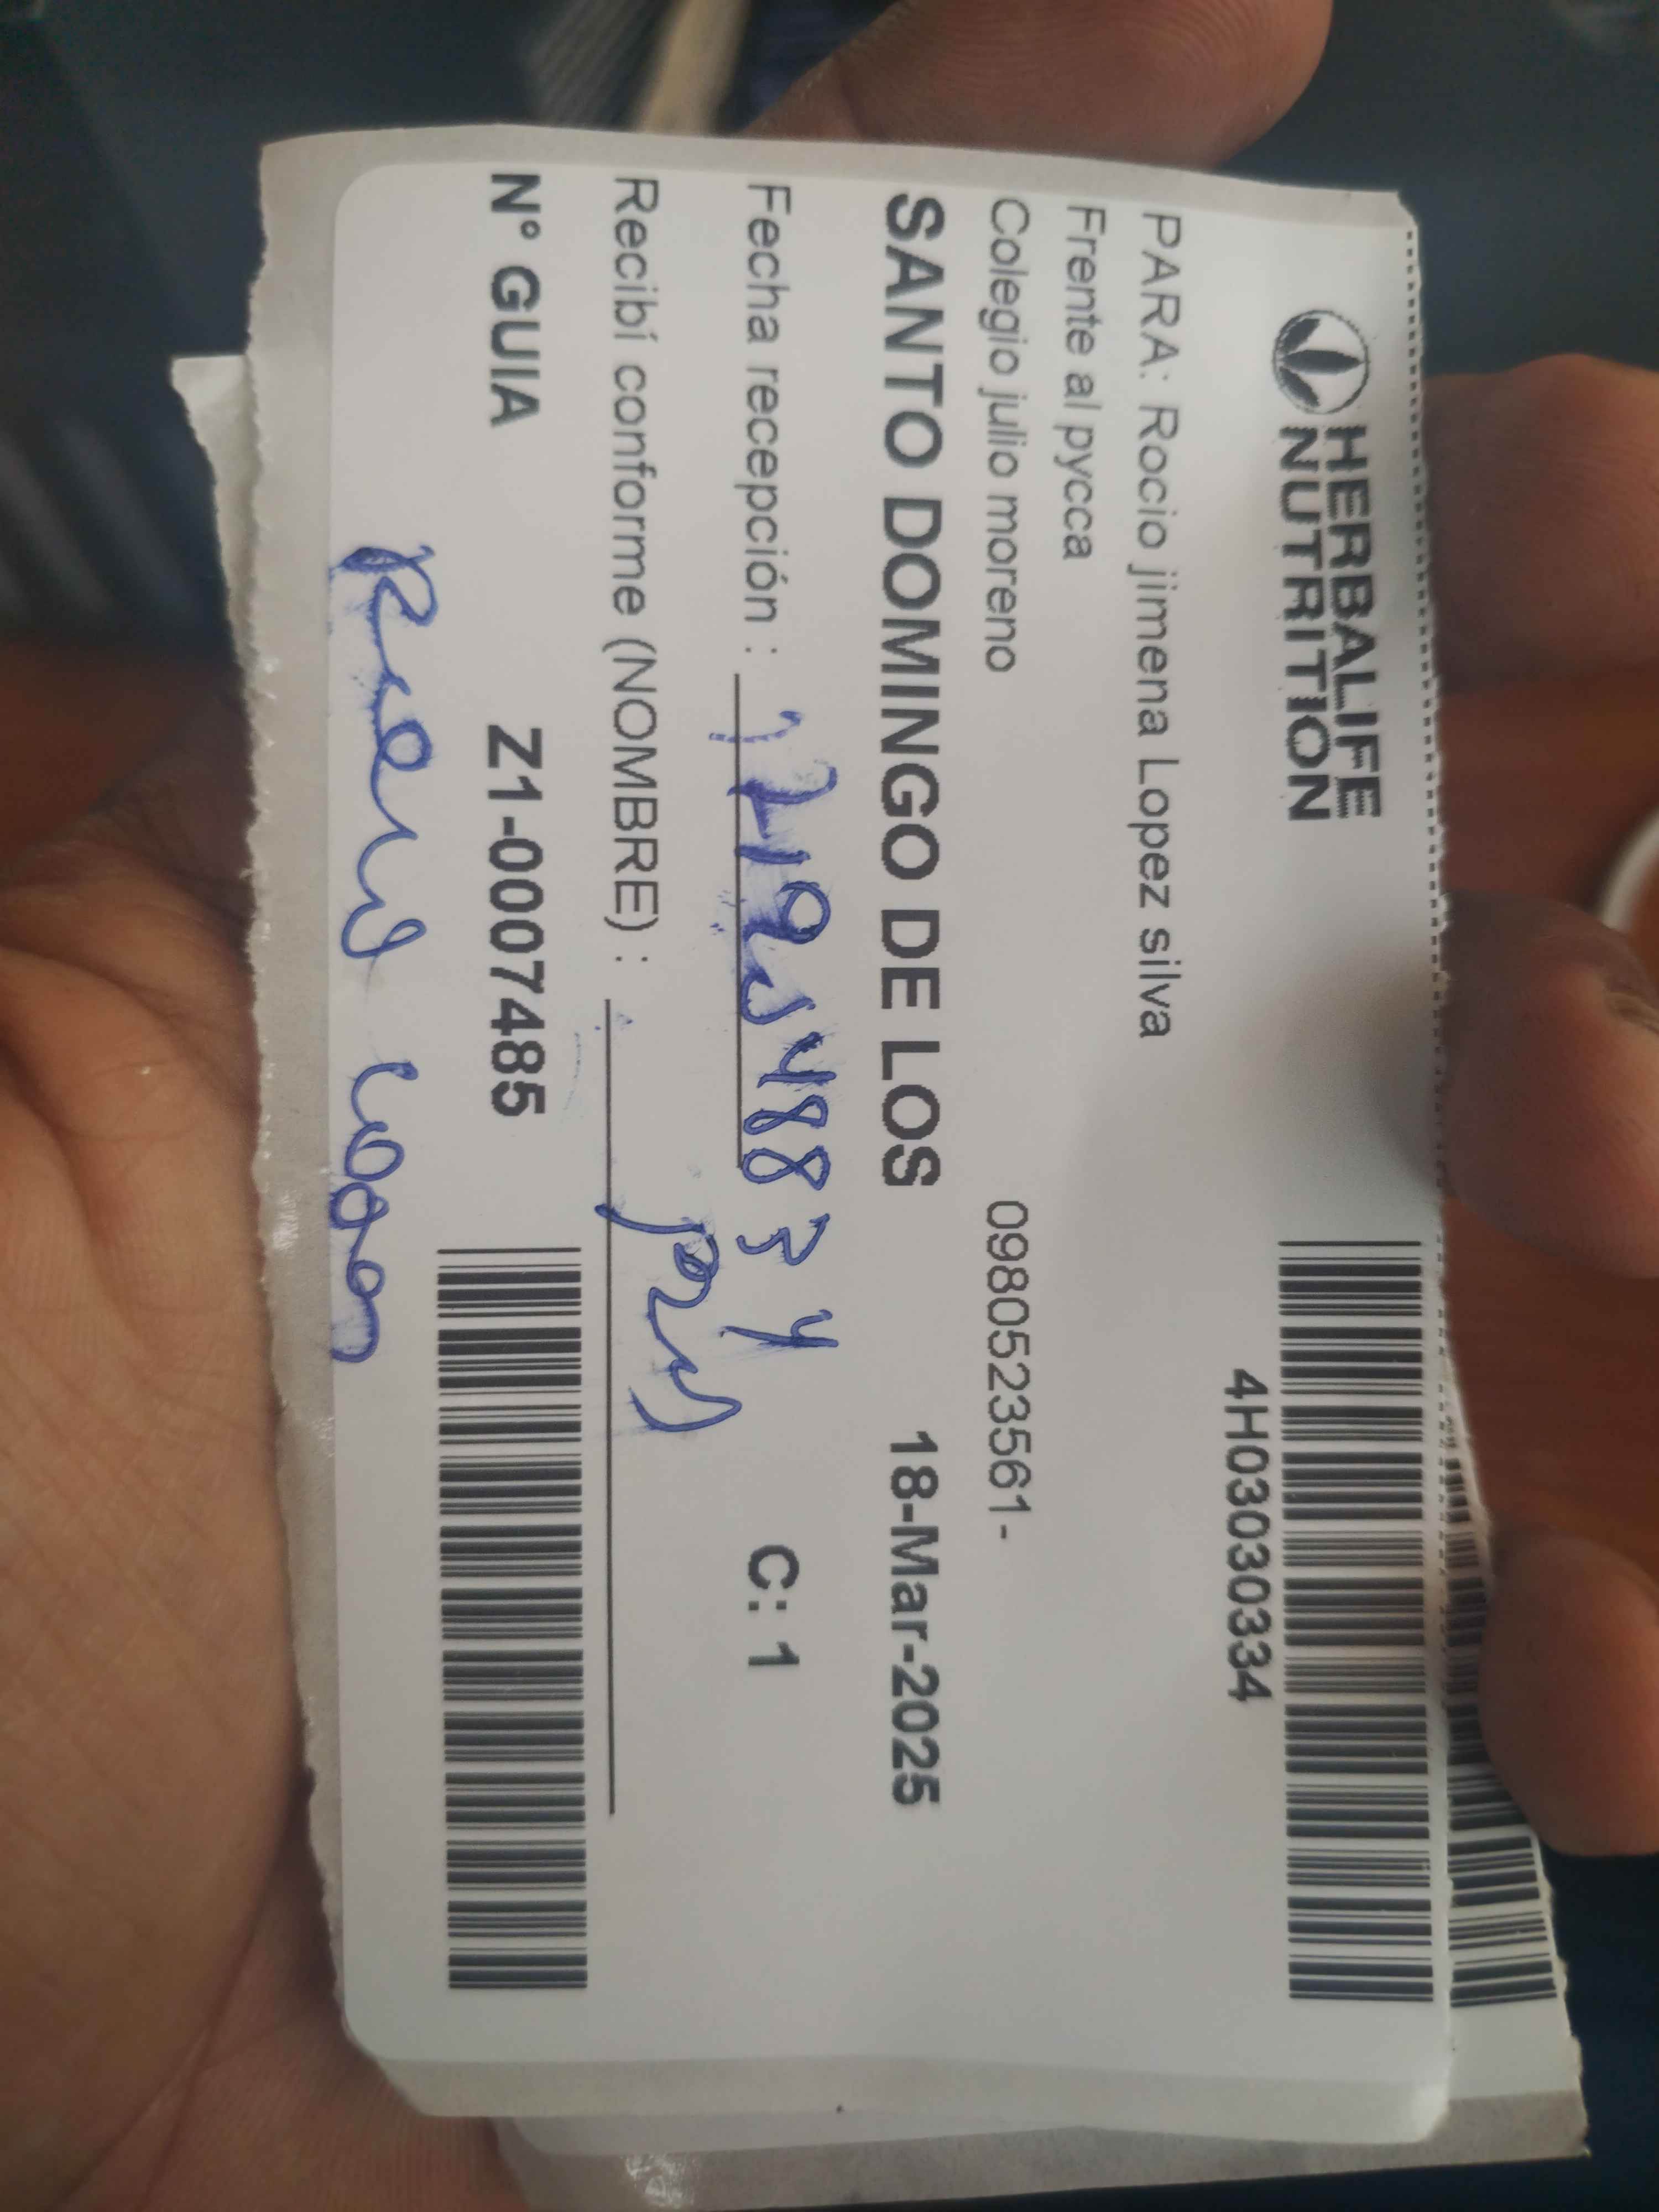 HERBALIFE
NUTRITION
4H03030334
PARA: Rocio jimena Lopez silva
Frente al pycca
Colegio julio moreno 0980523561-
SANTO DOMINGO DE LOS 18-Mar-2025
Fecha recepción : C: 1
Recibí conforme (NOMBRE) :
N° GUIA Z1-0007485